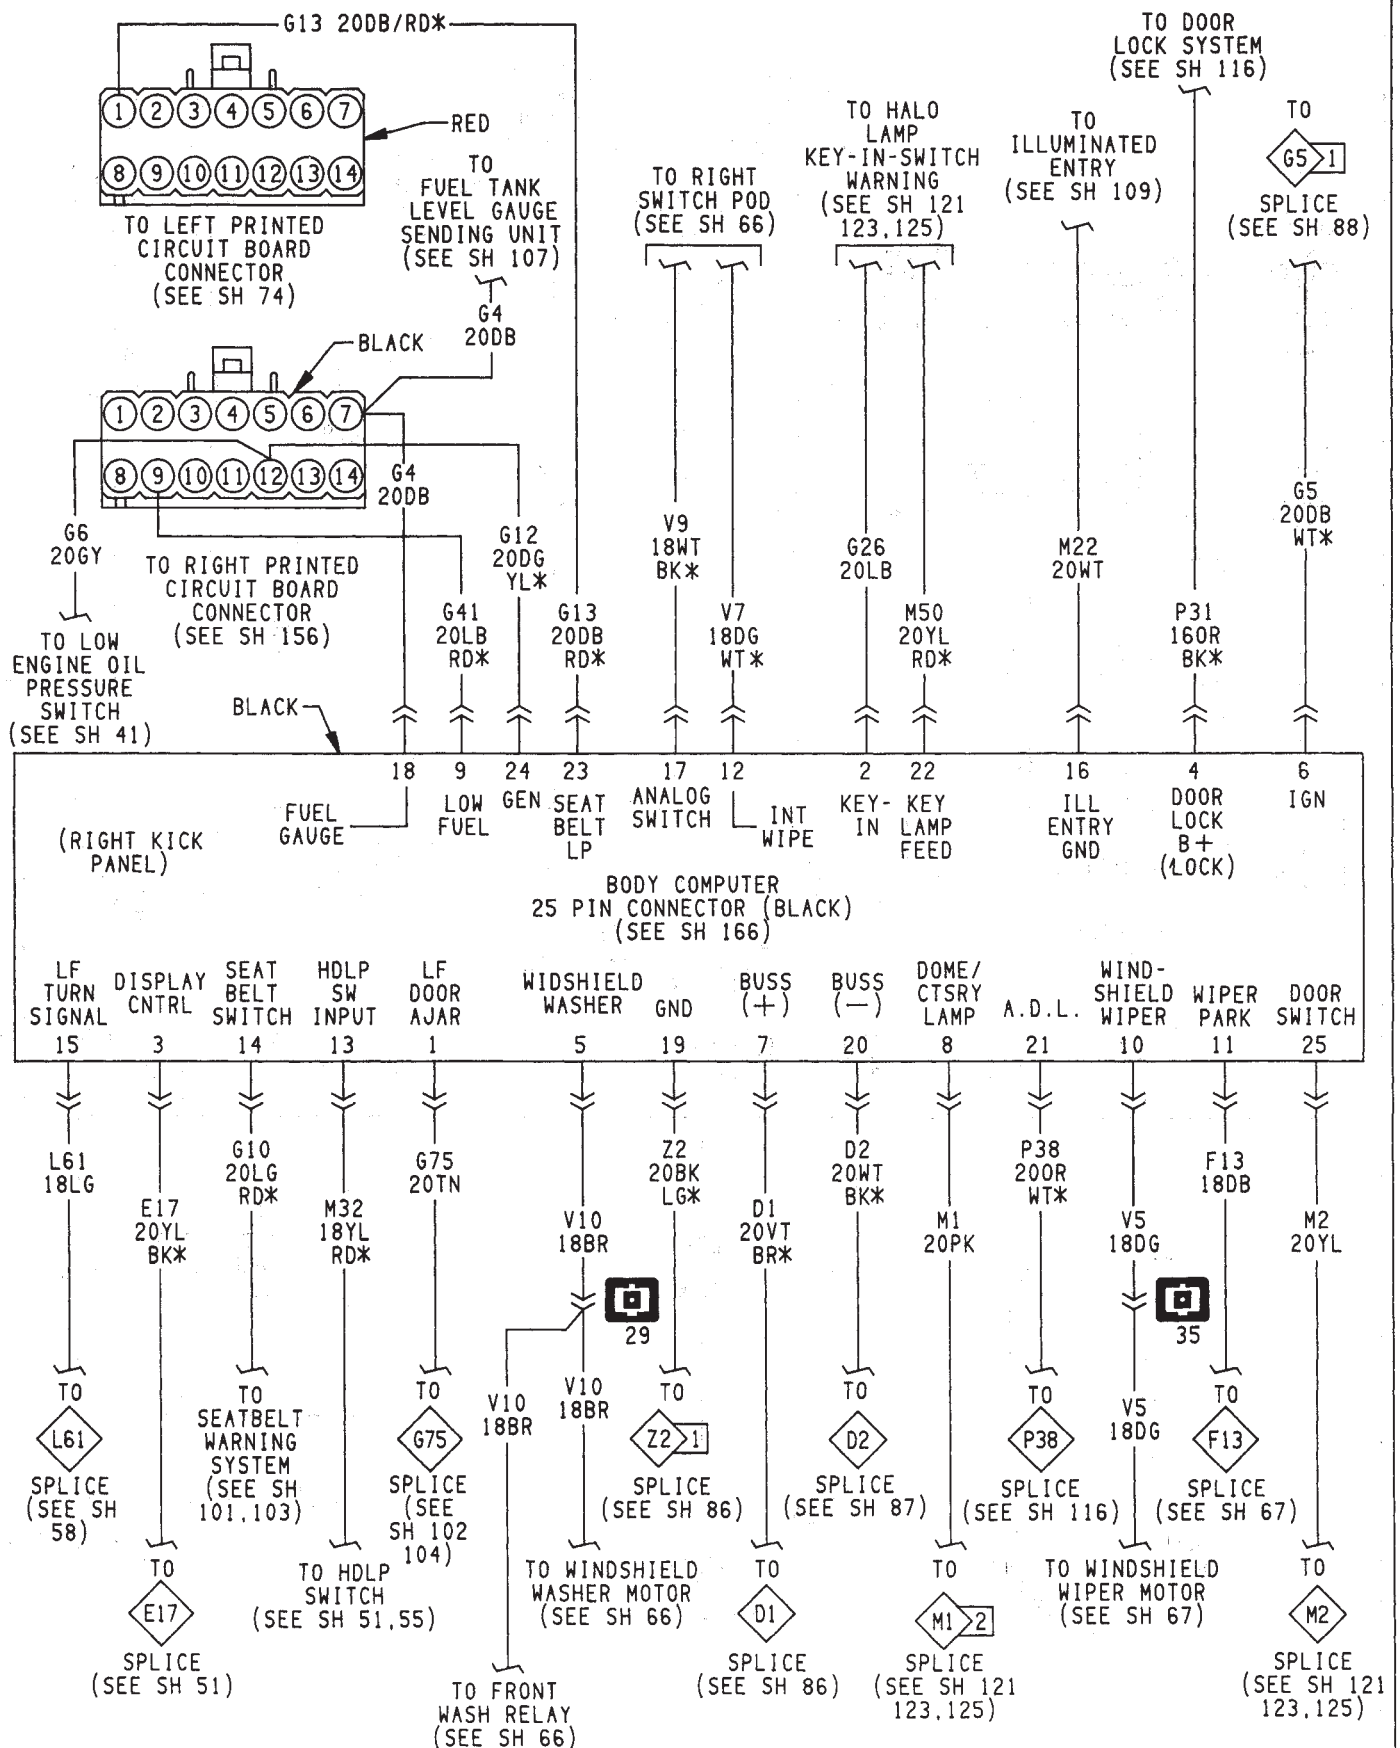 G13 20DB/RD*
1 2 3 4 5 6 7
8 9 10 11 12 13 14
RED
TO LEFT PRINTED
CIRCUIT BOARD
CONNECTOR
(SEE SH 74)
TO
FUEL TANK
LEVEL GAUGE
SENDING UNIT
(SEE SH 107)
G4
20DB
TO RIGHT
SWITCH POD
(SEE SH 66)
TO HALO
LAMP
KEY-IN-SWITCH
WARNING
(SEE SH 121
123,125)
TO
ILLUMINATED
ENTRY
(SEE SH 109)
TO DOOR
LOCK SYSTEM
(SEE SH 116)
TO
G5 1
SPLICE
(SEE SH 88)
BLACK
1 2 3 4 5 6 7
8 9 10 11 12 13 14
G4
20DB
G6
20GY
TO RIGHT PRINTED
CIRCUIT BOARD
CONNECTOR
(SEE SH 156)
TO LOW
ENGINE OIL
PRESSURE
SWITCH
(SEE SH 41)
BLACK
G41
20LB
RD*
G12
20DG
YL*
G13
20DB
RD*
V9
18WT
BK*
V7
18DG
WT*
G26
20LB
M50
20YL
RD*
M22
20WT
P31
16OR
BK*
G5
20DB
WT*
18 9 24 23 17 12 2 22 16 4 6
FUEL
GAUGE
LOW
FUEL
GEN
SEAT
BELT
LP
ANALOG
SWITCH
INT
WIPE
KEY-
IN
KEY
LAMP
FEED
ILL
ENTRY
GND
DOOR
LOCK
B+
(LOCK)
IGN
(RIGHT KICK
PANEL)
BODY COMPUTER
25 PIN CONNECTOR (BLACK)
(SEE SH 166)
LF
TURN
SIGNAL
DISPLAY
CNTRL
SEAT
BELT
SWITCH
HDLP
SW
INPUT
LF
DOOR
AJAR
WIDSHIELD
WASHER
GND
BUSS
(+)
BUSS
(-)
DOME/
CTSRY
LAMP
A.D.L.
WIND-
SHIELD
WIPER
WIPER
PARK
DOOR
SWITCH
15 3 14 13 1 5 19 7 20 8 21 10 11 25
L61
18LG
E17
20YL
BK*
G10
20LG
RD*
M32
18YL
RD*
G75
20TN
V10
18BR
Z2
20BK
LG*
D1
20VT
BR*
D2
20WT
BK*
M1
20PK
P38
20OR
WT*
V5
18DG
F13
18DB
M2
20YL
29
35
V10
18BR
V10
18BR
V5
18DG
TO
L61
SPLICE
(SEE SH
58)
TO
E17
SPLICE
(SEE SH 51)
TO
SEATBELT
WARNING
SYSTEM
(SEE SH
101,103)
TO HDLP
SWITCH
(SEE SH 51,55)
TO
G75
SPLICE
(SEE
SH 102
104)
TO FRONT
WASH RELAY
(SEE SH 66)
TO WINDSHIELD
WASHER MOTOR
(SEE SH 66)
TO
Z2 1
SPLICE
(SEE SH 86)
TO
D1
SPLICE
(SEE SH 86)
TO
D2
SPLICE
(SEE SH 87)
TO
M1 2
SPLICE
(SEE SH 121
123,125)
TO
P38
SPLICE
(SEE SH 116)
TO WINDSHIELD
WIPER MOTOR
(SEE SH 67)
TO
F13
SPLICE
(SEE SH 67)
TO
M2
SPLICE
(SEE SH 121
123,125)